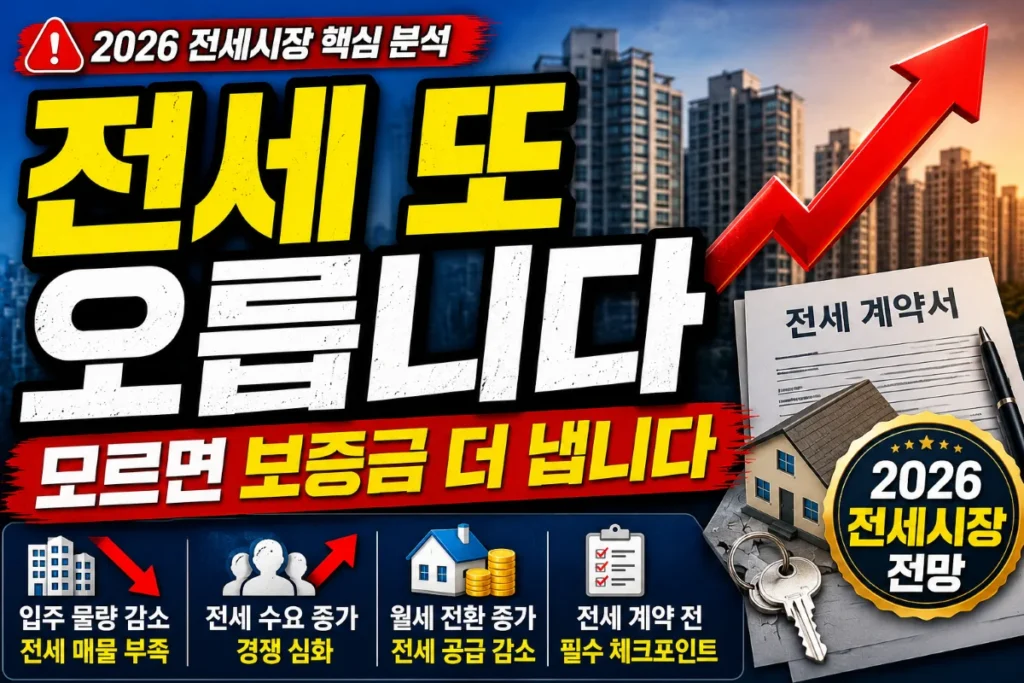 2026 전세시장 핵심 분석
전세 또
오릅니다
모르면 보증금 더 냅니다
전세 계약서
2026
전세시장
전망
입주 물량 감소
전세 매물 부족
전세 수요 증가
경쟁 심화
월세 전환 증가
전세 공급 감소
전세 계약 전
필수 체크포인트